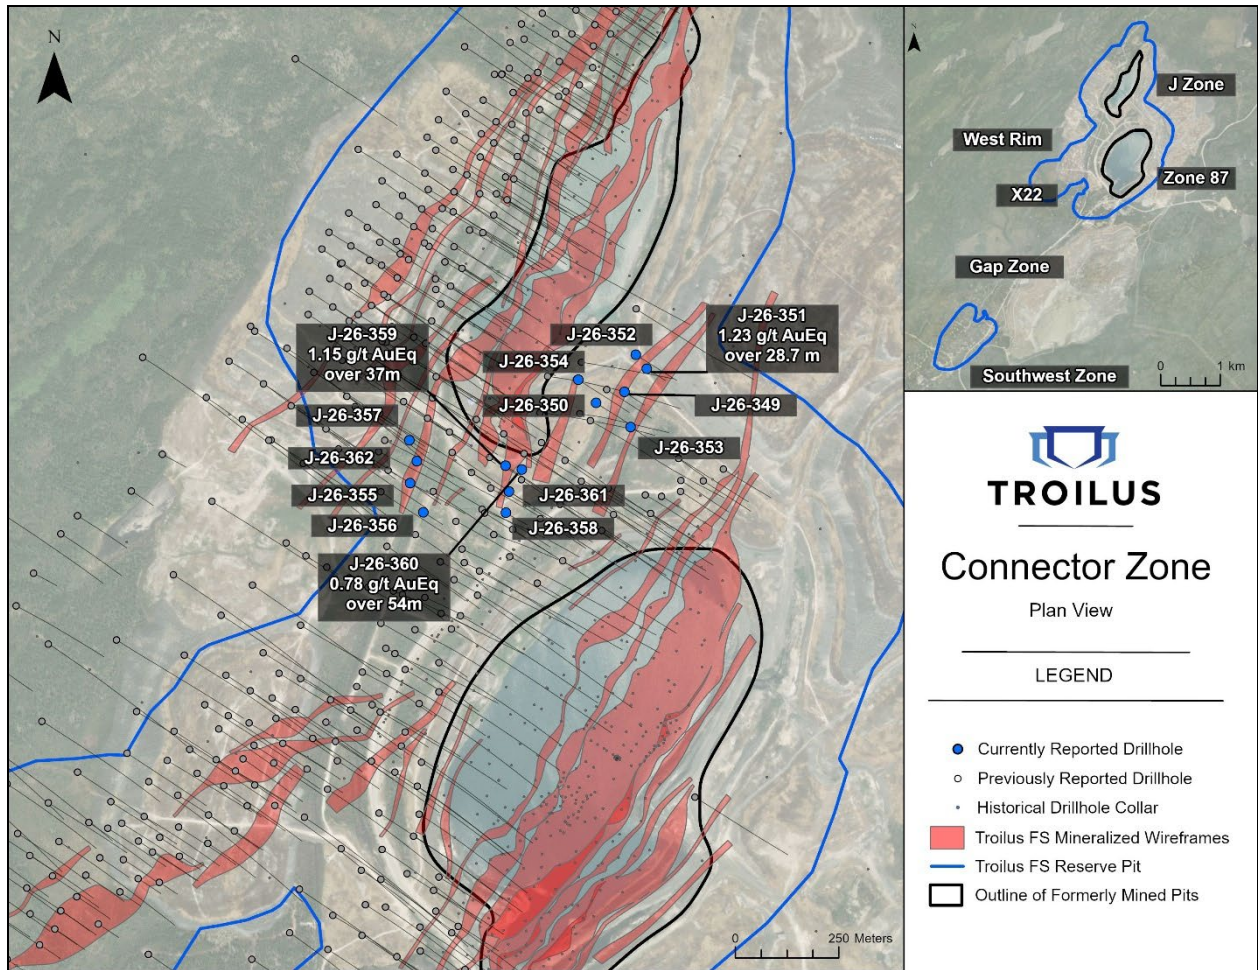 N
J-26-359
1.15 g/t AuEq
over 37m
J-26-352
J-26-351
1.23 g/t AuEq
over 28.7 m
J-26-354
J-26-357
J-26-350
J-26-349
J-26-362
J-26-353
J-26-355
J-26-361
J-26-356
J-26-358
J-26-360
0.78 g/t AuEq
over 54m
0
250 Meters
N
J Zone
West Rim
Zone 87
X22
Gap Zone
Southwest Zone
0
1 km
TROILUS
Connector Zone
Plan View
LEGEND
Currently Reported Drillhole
Previously Reported Drillhole
Historical Drillhole Collar
Troilus FS Mineralized Wireframes
Troilus FS Reserve Pit
Outline of Formerly Mined Pits